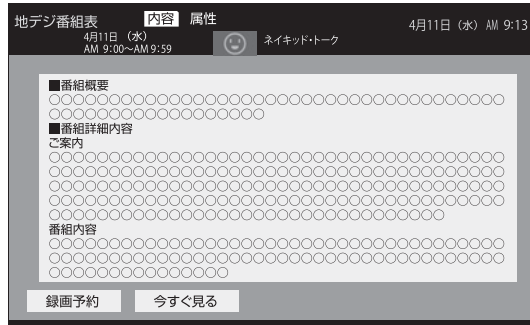 地デジ番組表 内容 属性 4月11日（水）AM 9:13
4月11日（水）
AM 9:00～AM 9:59 ネイキッド・トーク
■番組概要
○○○○○○○○○○○○○○○○○○○○○○○○○○○○○○○○○○
○○○○○○○○○○○○○○○○
■番組詳細内容
ご案内
○○○○○○○○○○○○○○○○○○○○○○○○○○○○○○○○○○
○○○○○○○○○○○○○○○○○○○○○○○○○○○○○○○○○○
○○○○○○○○○○○○○○○○○○○○○○○○○○○○○○○○○○
○○○○○○○○○○○○○○○○○○○○○○○○○○○○○○○○○○
○○○○○○○○○○○○○○○○○○○○○○○○○○○○○
番組内容
○○○○○○○○○○○○○○○○○○○○○○○○○○○○○○○○○○
○○○○○○○○○○○○○○○○○○○○○○○○○○○○○○○○○○
○○○○○○○○○○○○○
録画予約 今すぐ見る